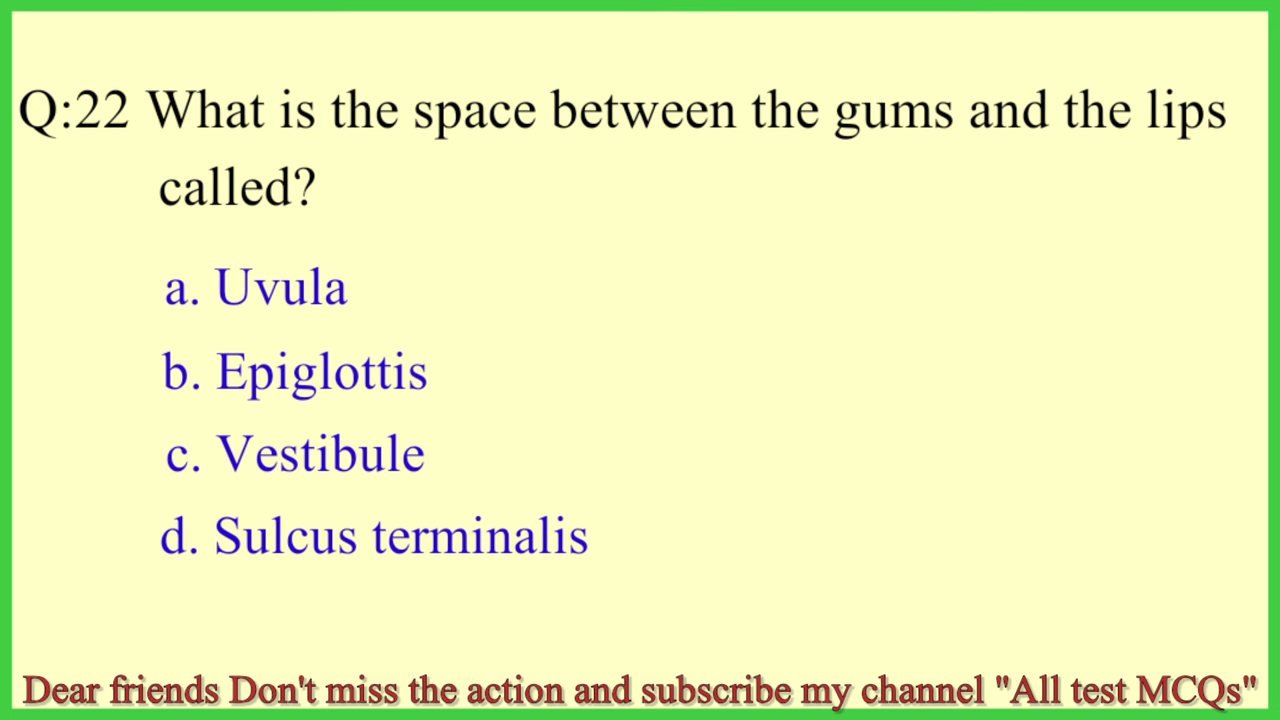 Q:22 What is the space between the gums and the lips
called?
a. Uvula
b. Epiglottis
c. Vestibule
d. Sulcus terminalis
Dear friends Don't miss the action and subscribe my channel "All test MCQs"